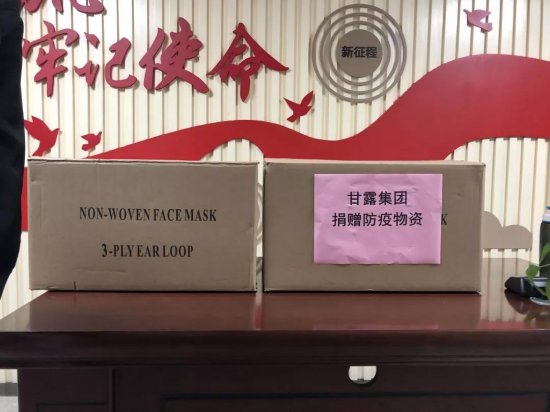 牢记使命
新征程
NON-WOVEN FACE MASK
3-PLY EAR LOOP
甘露集团
捐赠防疫物资
K